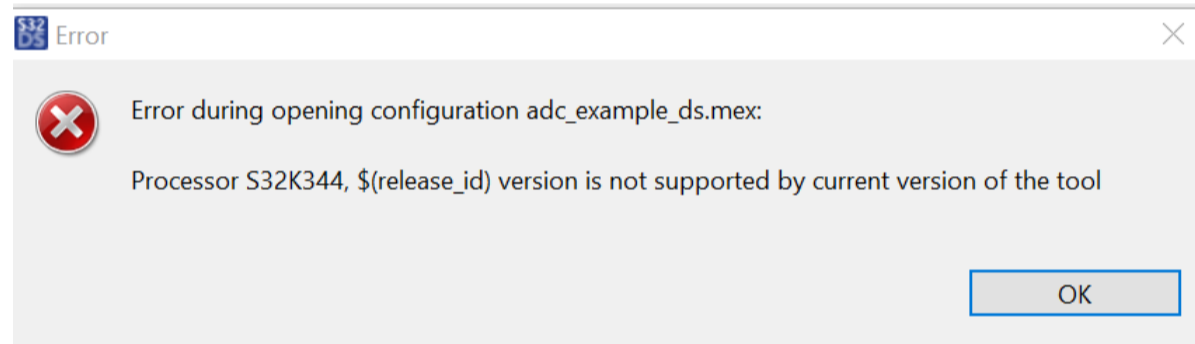 S32
DS
Error
Error during opening configuration adc_example_ds.mex:
Processor S32K344, $(release_id) version is not supported by current version of the tool
OK